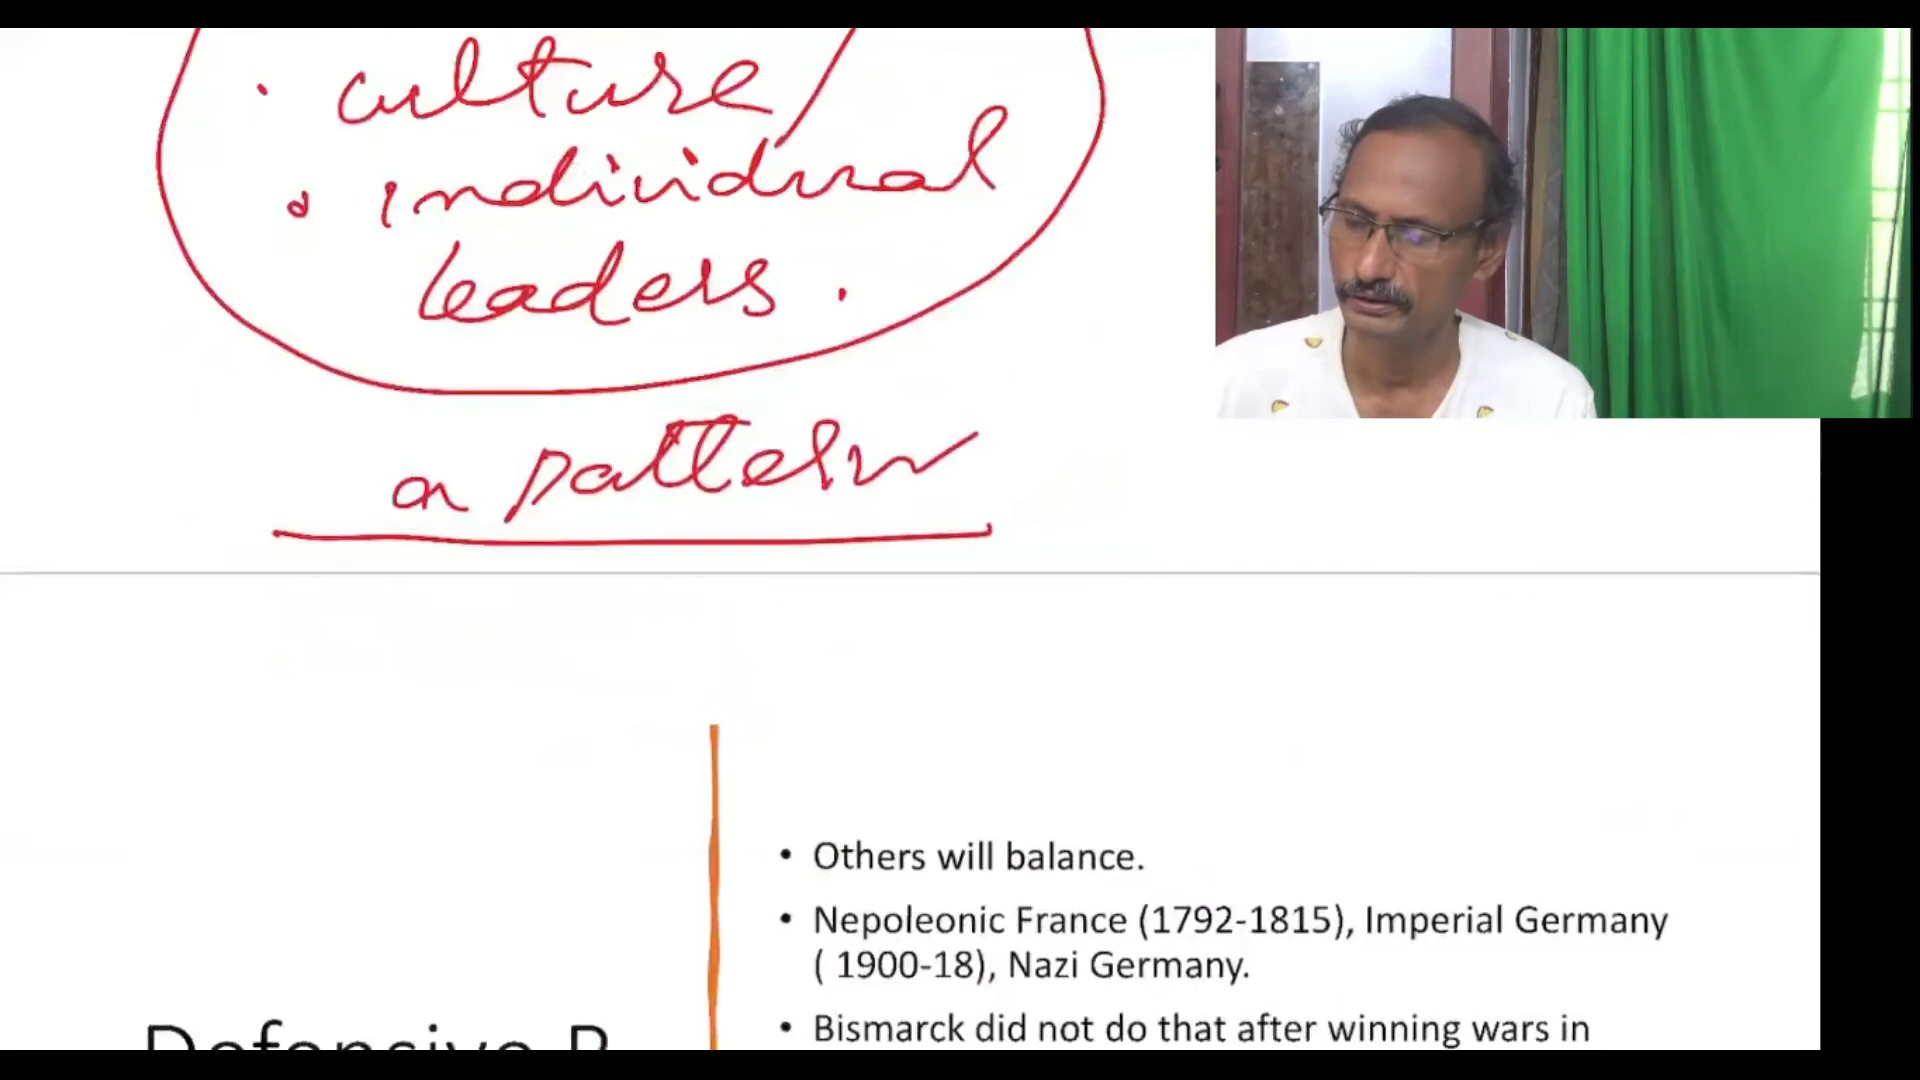 • culture
• individual
leaders.
a pattern
• Others will balance.
• Nepoleonic France (1792-1815), Imperial Germany
( 1900-18), Nazi Germany.
Defensive R
• Bismarck did not do that after winning wars in